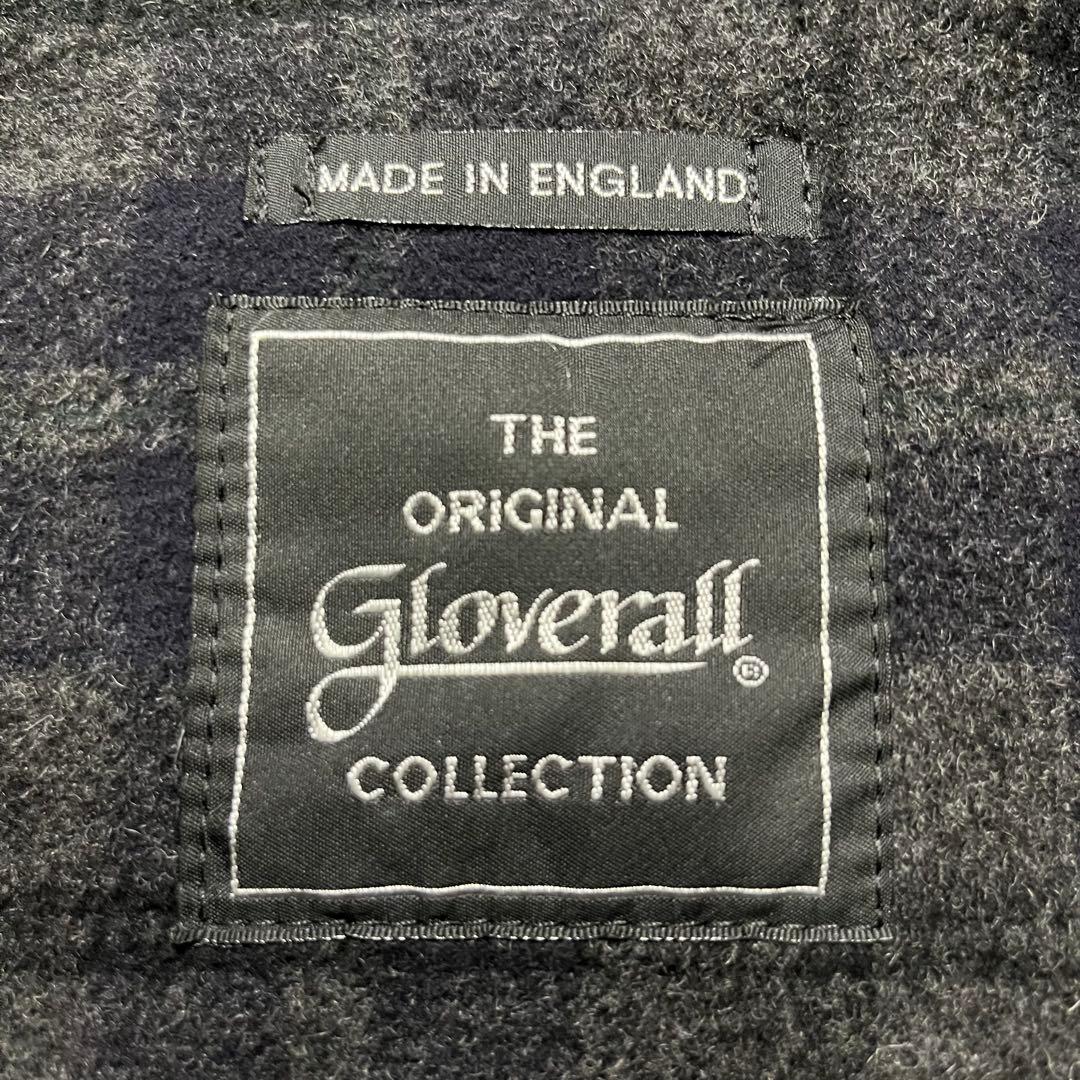 MADE IN ENGLAND
THE
ORIGINAL
Gloverall®
COLLECTION